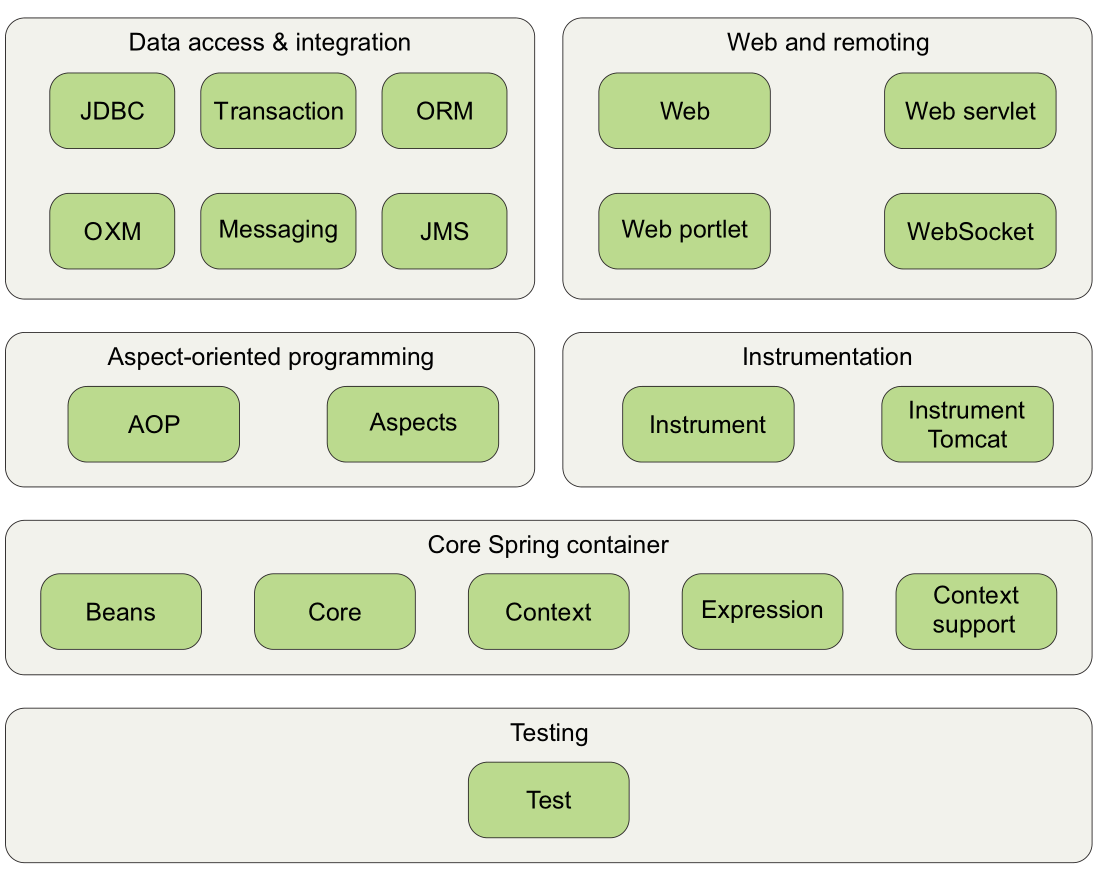 Data access & integration
JDBC
Transaction
ORM
OXM
Messaging
JMS
Web and remoting
Web
Web servlet
Web portlet
WebSocket
Aspect-oriented programming
AOP
Aspects
Instrumentation
Instrument
Instrument
Tomcat
Core Spring container
Beans
Core
Context
Expression
Context
support
Testing
Test